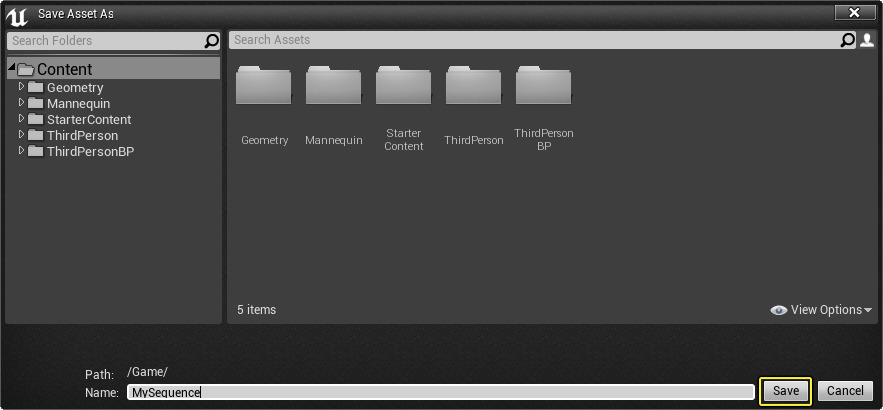 Save Asset As
Search Folders
Content
Geometry
Mannequin
StarterContent
ThirdPerson
ThirdPersonBP
Search Assets
Geometry
Mannequin
Starter
Content
ThirdPerson
ThirdPerson
BP
5 items
View Options
Path: /Game/
Name: MySequence
Save
Cancel